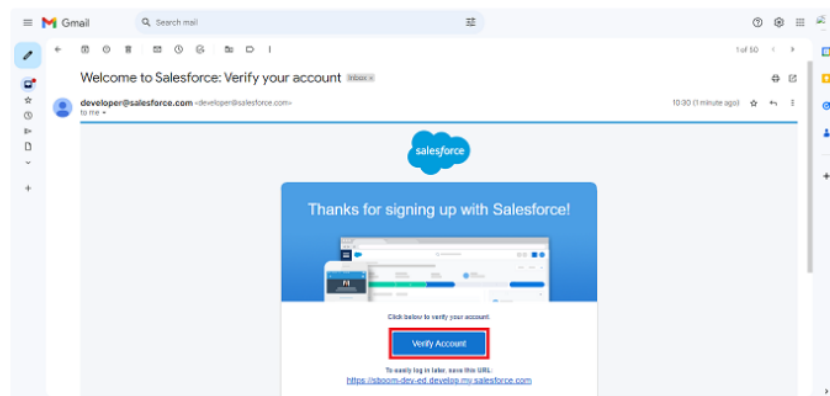 Gmail
Search mail
1 of 50
Welcome to Salesforce: Verify your account Inbox x
developer@salesforce.com <developer@salesforce.com>
10:30 (1 minute ago)
to me
salesforce
Thanks for signing up with Salesforce!
Click below to verify your account.
Verify Account
To easily log in later, save this URL:
https://sboom-dev-ed.develop.my.salesforce.com